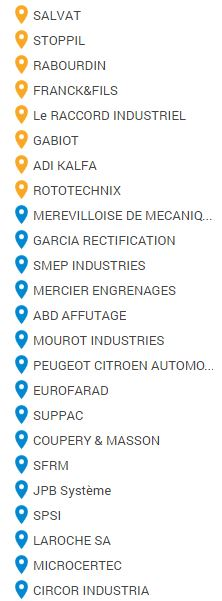 SALVAT
STOPPIL
RABOURDIN
FRANCK&FILS
Le RACCORD INDUSTRIEL
GABIOT
ADI KALFA
ROTOTECHNIX
MEREVILLOISE DE MECANIQ...
GARCIA RECTIFICATION
SMEP INDUSTRIES
MERCIER ENGRENAGES
ABD AFFUTAGE
MOUROT INDUSTRIES
PEUGEOT CITROEN AUTOMO...
EUROFARAD
SUPPAC
COUPERY & MASSON
SFRM
JPB Système
SPSI
LAROCHE SA
MICROCERTEC
CIRCOR INDUSTRIA